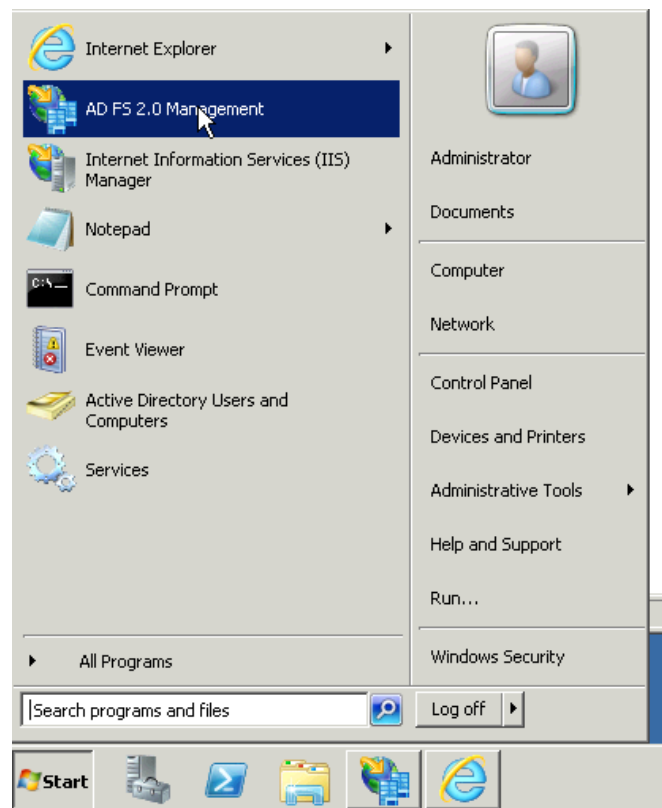 Internet Explorer
AD FS 2.0 Management
Internet Information Services (IIS)
Manager
Notepad
C:\
Command Prompt
Event Viewer
Active Directory Users and
Computers
Services
All Programs
Search programs and files
Administrator
Documents
Computer
Network
Control Panel
Devices and Printers
Administrative Tools
Help and Support
Run...
Windows Security
Log off
Start